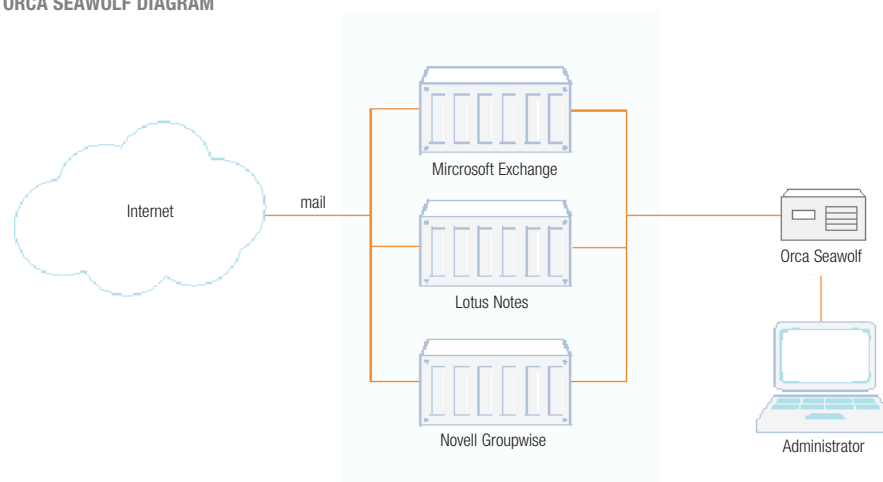 ORCA SEAWOLF DIAGRAM
Mircrosoft Exchange
Internet
mail
Orca Seawolf
Lotus Notes
Novell Groupwise
Administrator